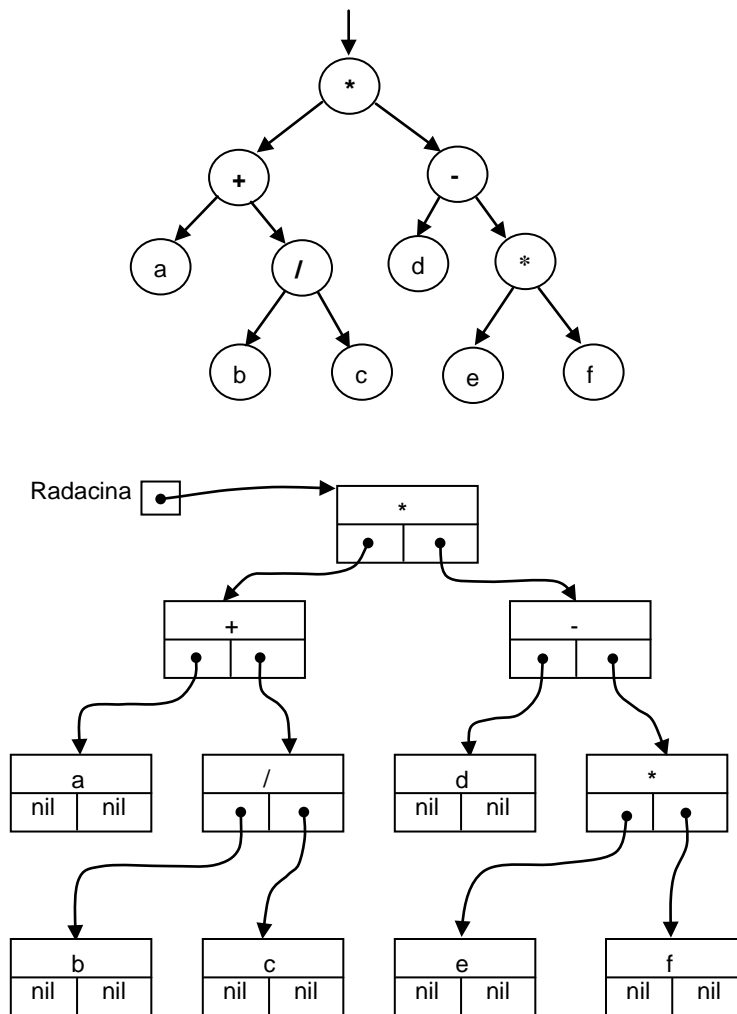 *
+ -
a / d *
b c e f
Radacina
*
+ -
a / d *
nil nil nil nil
b c e f
nil nil nil nil nil nil nil nil